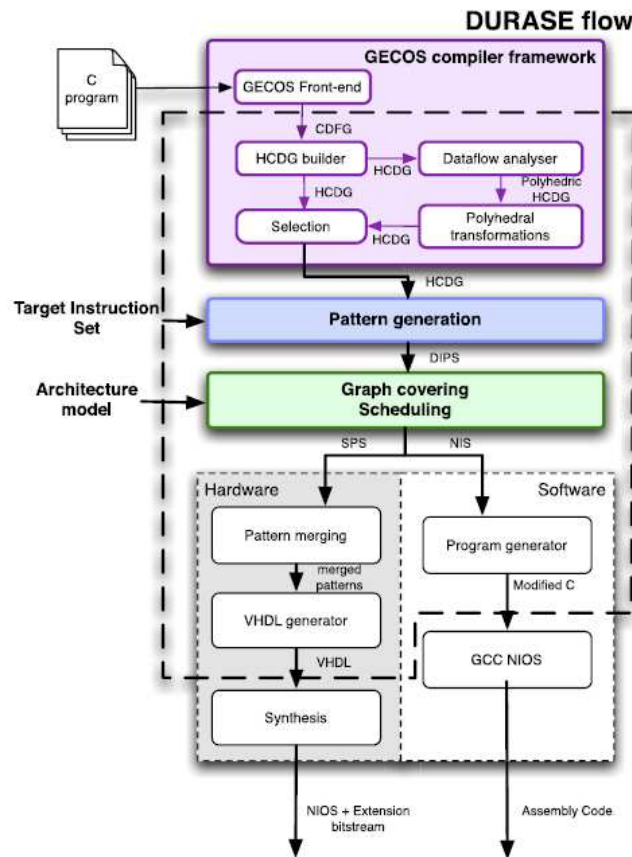 DURASE flow
GECOS compiler framework
C
program
GECOS Front-end
CDFG
HCDG builder
HCDG
Dataflow analyser
HCDG
Polyhedric
HCDG
Selection
HCDG
Polyhedral
transformations
HCDG
Target Instruction
Set
Pattern generation
DIPS
Architecture
model
Graph covering
Scheduling
SPS
NIS
Hardware
Software
Pattern merging
Program generator
merged
patterns
Modified C
VHDL generator
GCC NIOS
VHDL
Synthesis
NIOS + Extension
bitstream
Assembly Code